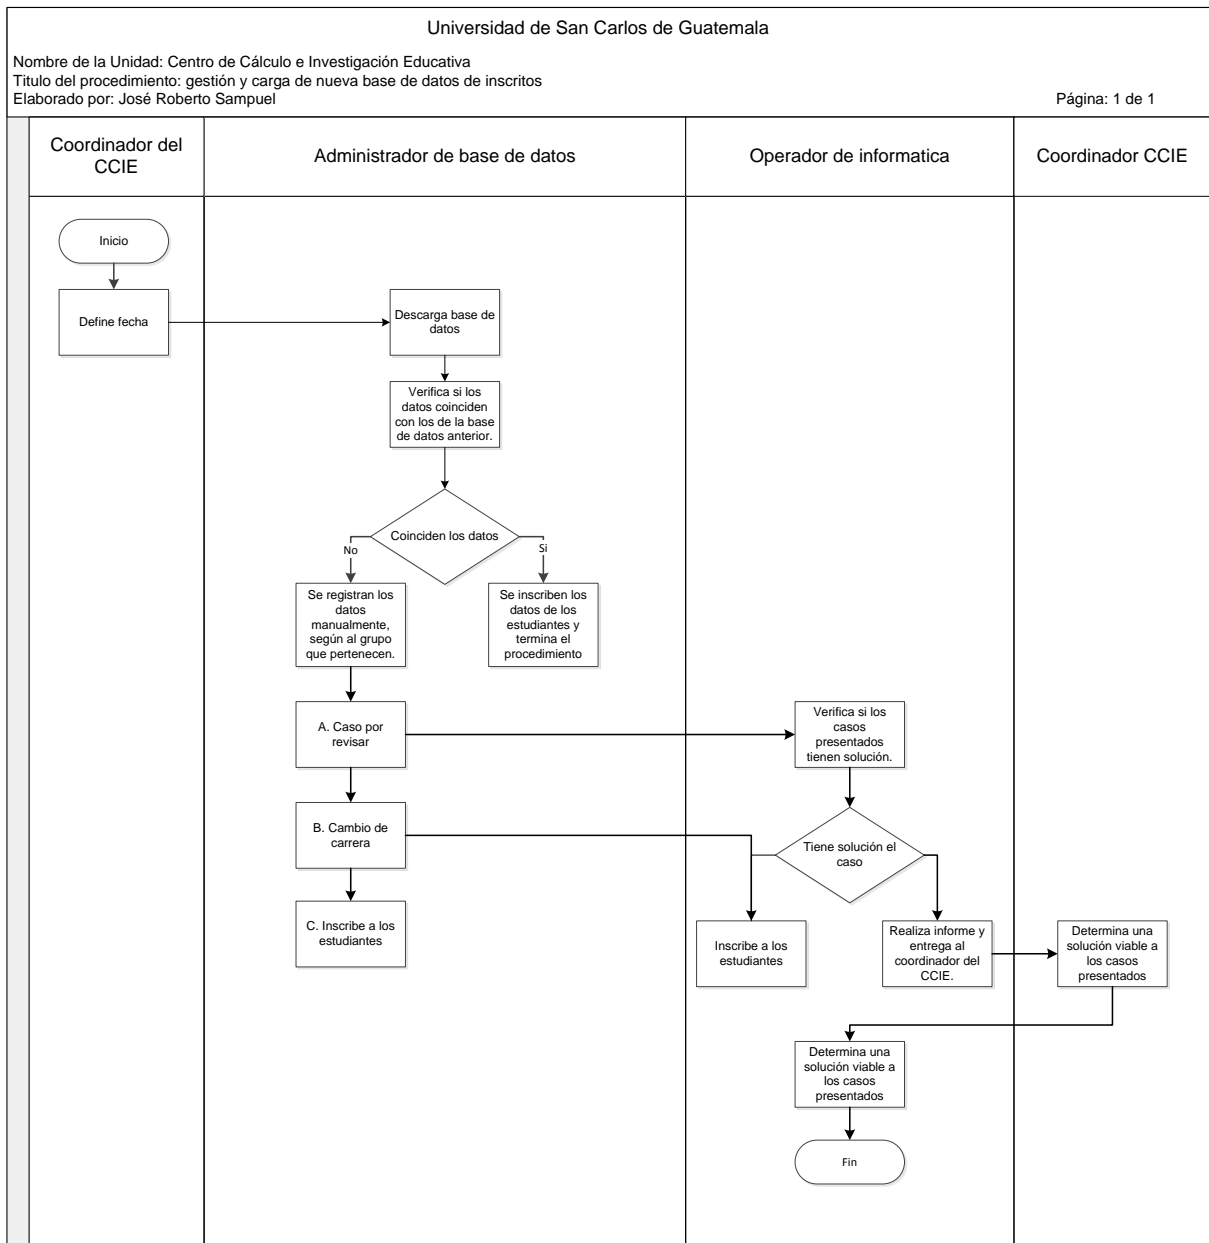 Universidad de San Carlos de Guatemala
Nombre de la Unidad: Centro de Cálculo e Investigación Educativa
Titulo del procedimiento: gestión y carga de nueva base de datos de inscritos
Elaborado por: José Roberto Sampuel
Página: 1 de 1
Coordinador del
CCIE
Administrador de base de datos
Operador de informatica
Coordinador CCIE
Inicio
Define fecha
Descarga base de
datos
Verifica si los
datos coinciden
con los de la base
de datos anterior.
Coinciden los datos
No
Si
Se registran los
datos
manualmente,
según al grupo
que pertenecen.
Se inscriben los
datos de los
estudiantes y
termina el
procedimiento
A. Caso por
revisar
Verifica si los
casos
presentados
tienen solución.
B. Cambio de
carrera
Tiene solución el
caso
C. Inscribe a los
estudiantes
Inscribe a los
estudiantes
Realiza informe y
entrega al
coordinador del
CCIE.
Determina una
solución viable a
los casos
presentados
Determina una
solución viable a
los casos
presentados
Fin